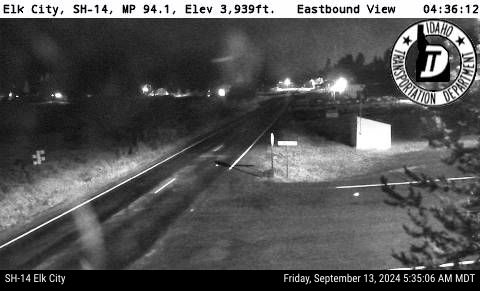 Elk City, SH-14, MP 94.1, Elev 3,939ft. Eastbound View 04:36:12
IDAHO
TRANSPORTATION DEPARTMENT
SH-14 Elk City Friday, September 13, 2024 5:35:06 AM MDT